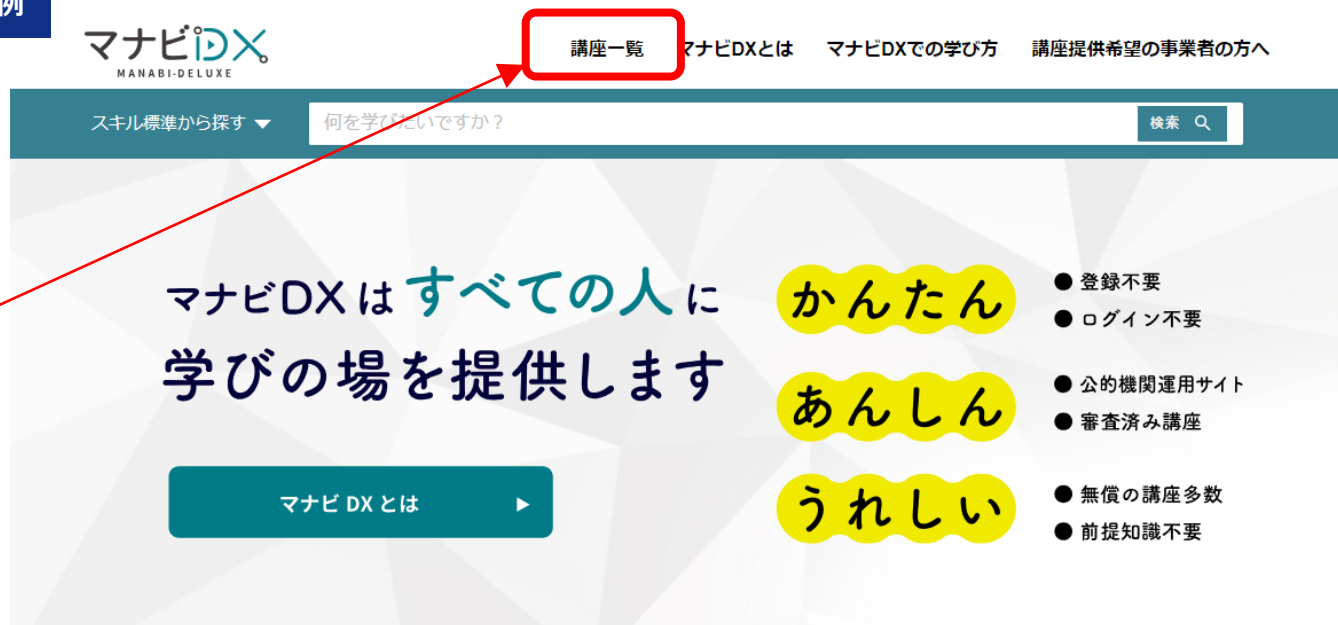 例
マナビDX
MANABI-DELUXE
講座一覧 マナビDXとは マナビDXでの学び方 講座提供希望の事業者の方へ
スキル標準から探す ▼ 何を学びたいですか? 検索
マナビDXは すべての人 に
学びの場を提供します
マナビ DX とは ▶
かんたん
● 登録不要
● ログイン不要
あんしん
● 公的機関運用サイト
● 審査済み講座
うれしい
● 無償の講座多数
● 前提知識不要